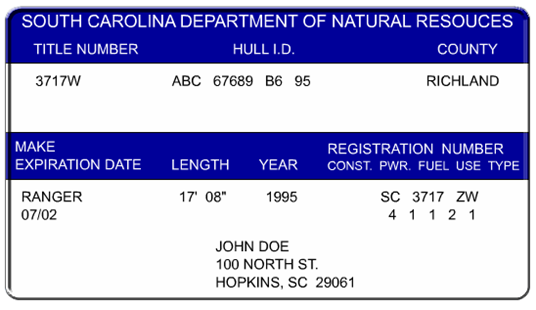 SOUTH CAROLINA DEPARTMENT OF NATURAL RESOUCES
TITLE NUMBER HULL I.D. COUNTY
3717W ABC 67689 B6 95 RICHLAND
MAKE REGISTRATION NUMBER
EXPIRATION DATE LENGTH YEAR CONST. PWR. FUEL USE TYPE
RANGER 17' 08" 1995 SC 3717 ZW
07/02 4 1 1 2 1
JOHN DOE
100 NORTH ST.
HOPKINS, SC 29061